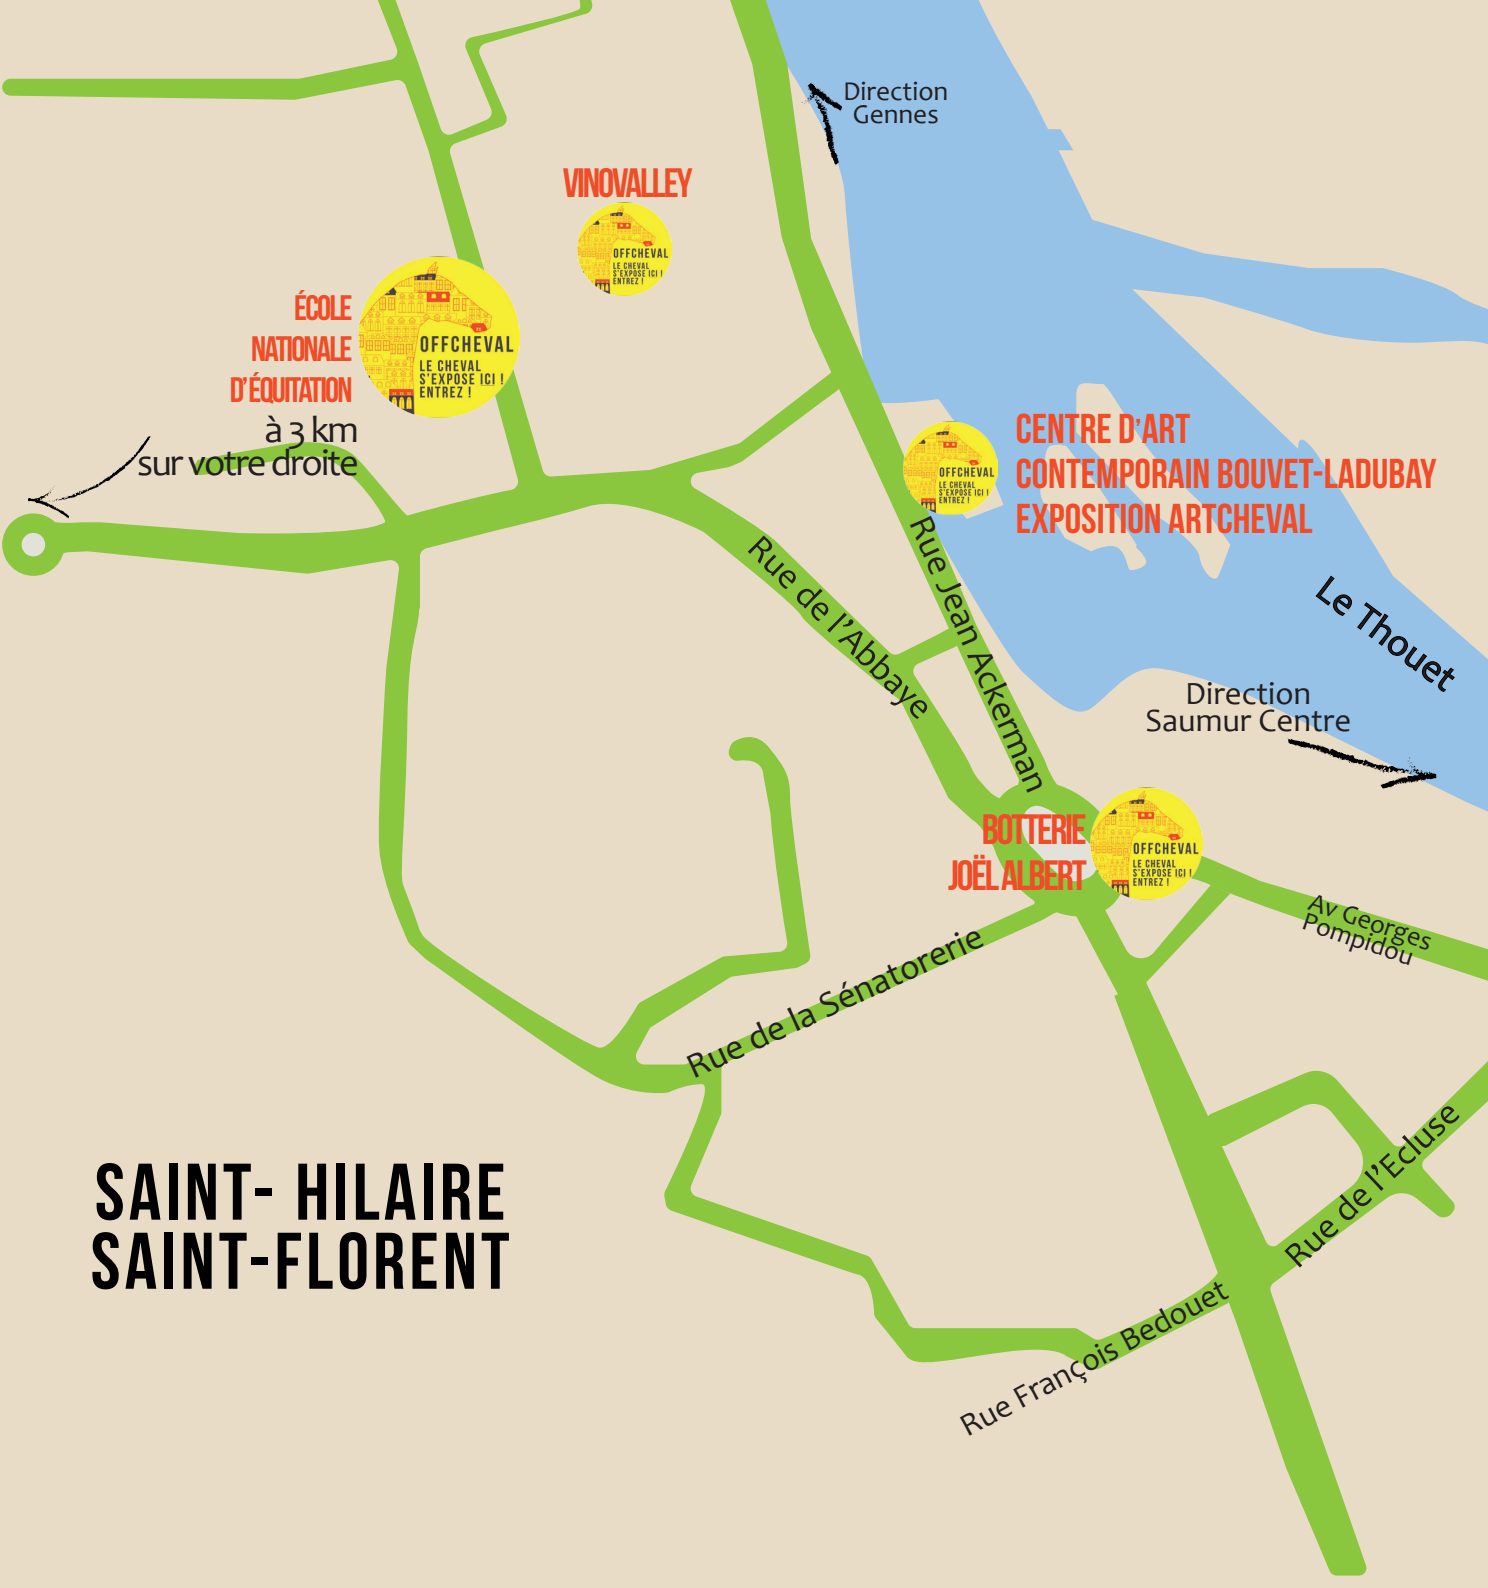 Direction
Gennes
VINOVALLEY
OFFCHEVAL
LE CHEVAL
S'EXPOSE ICI !
ENTREZ !
ÉCOLE
NATIONALE
D'ÉQUITATION
à 3 km
sur votre droite
OFFCHEVAL
LE CHEVAL
S'EXPOSE ICI !
ENTREZ !
CENTRE D'ART
CONTEMPORAIN BOUVET-LADUBAY
EXPOSITION ARTCHEVAL
OFFCHEVAL
LE CHEVAL
S'EXPOSE ICI !
ENTREZ !
Rue Jean Ackerman
Rue de l'Abbaye
Le Thouet
Direction
Saumur Centre
BOTTERIE
JOËL ALBERT
OFFCHEVAL
LE CHEVAL
S'EXPOSE ICI !
ENTREZ !
Av Georges
Pompidou
Rue de la Sénatorerie
Rue de l'Ecluse
Rue François Bedouet
SAINT- HILAIRE
SAINT-FLORENT